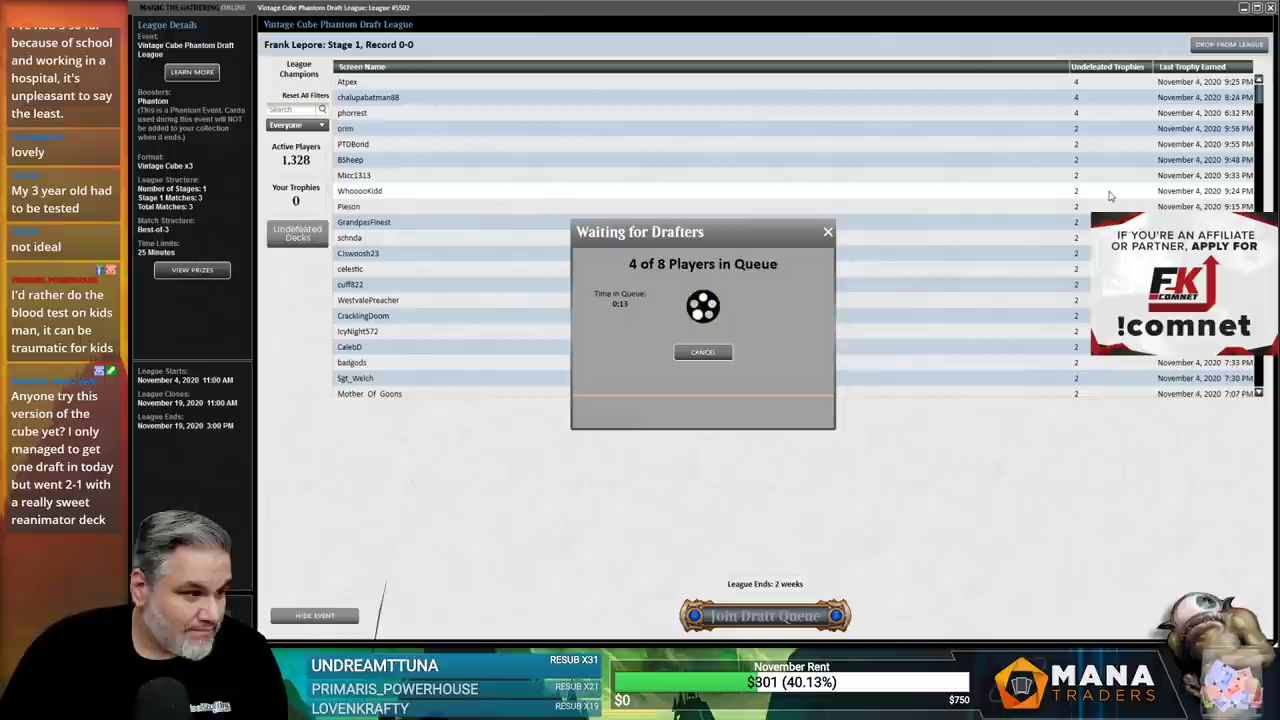 I've had 5 so far
because of school
and working in a
hospital, it's
unpleasant to say
the least.
lovely
My 3 year old had
to be tested
not ideal
PRIMARIS_POWERHOUSE
I'd rather do the
blood test on kids
man, it can be
traumatic for kids
Anyone try this
version of the
cube yet? I only
managed to get
one draft in today
but went 2-1 with
a really sweet
reanimator deck
MAGIC THE GATHERING ONLINE
Vintage Cube Phantom Draft League: League #5502
League Details
Event:
Vintage Cube Phantom Draft
League
LEARN MORE
Boosters:
Phantom
(This is a Phantom Event. Cards
used during this event will NOT
be added to your collection
when it ends.)
Format:
Vintage Cube x3
League Structure:
Number of Stages: 1
Stage 1 Matches: 3
Total Matches: 3
Match Structure:
Best-of-3
Time Limits:
25 Minutes
VIEW PRIZES
League Starts:
November 4, 2020 11:00 AM
League Closes:
November 19, 2020 11:00 AM
League Ends:
November 19, 2020 3:00 PM
Vintage Cube Phantom Draft League
Frank Lepore: Stage 1, Record 0-0
DROP FROM LEAGUE
League
Champions
Reset All Filters
Search
Everyone
Active Players
1,328
Your Trophies
0
Undefeated
Decks
Screen Name Undefeated Trophies Last Trophy Earned
Atpex 4 November 4, 2020 9:25 PM
chalupabatman88 4 November 4, 2020 8:24 PM
phorrest 4 November 4, 2020 6:32 PM
orim 2 November 4, 2020 9:56 PM
PTDBond 2 November 4, 2020 9:55 PM
BSheep 2 November 4, 2020 9:48 PM
Micc1313 2 November 4, 2020 9:33 PM
WhooooKidd 2 November 4, 2020 9:24 PM
Pieson 2 November 4, 2020 9:15 PM
GrandpasFinest 2
schnda 2
CJswoosh23 2
celestic 2
cuff822 2
WestvalePreacher 2
CracklingDoom 2
IcyNight572 2
CalebD 2
badgods 2 November 4, 2020 7:33 PM
Sgt_Welch 2 November 4, 2020 7:30 PM
Mother_Of_Goons 2 November 4, 2020 7:07 PM
Waiting for Drafters
4 of 8 Players in Queue
Time in Queue:
0:13
CANCEL
IF YOU'RE AN AFFILIATE
OR PARTNER, APPLY FOR
FK
COMNET
!comnet
League Ends: 2 weeks
HIDE EVENT
Join Draft Queue
UNDREAMTTUNA RESUB X31
PRIMARIS_POWERHOUSE RESUB X21
LOVENKRAFTY RESUB X19
November Rent
$301 (40.13%)
$0 $750
MANA
TRADERS